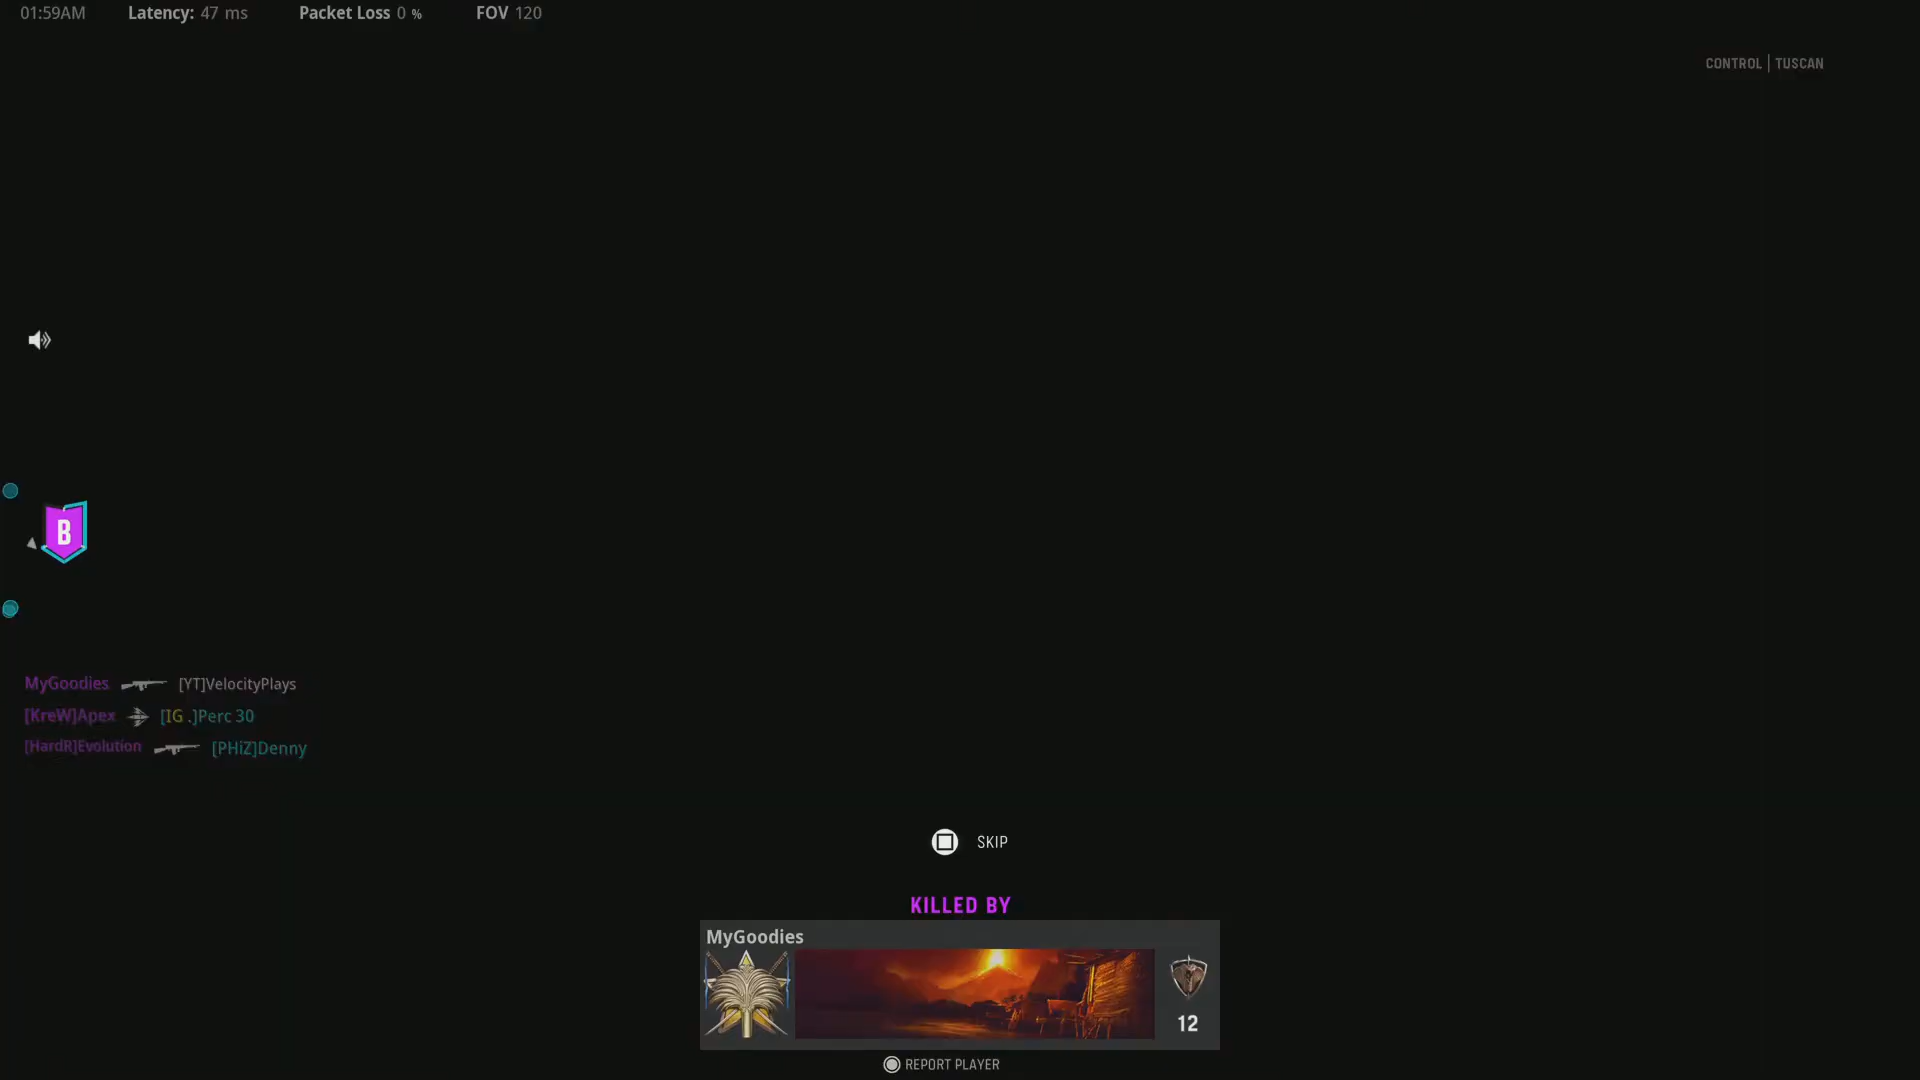 01:59AM Latency: 47 ms Packet Loss 0 % FOV 120
CONTROL | TUSCAN
B
MyGoodies [YT]VelocityPlays
[KreW]Apex [IG .]Perc 30
[HardR]Evolution [PHiZ]Denny
SKIP
KILLED BY
MyGoodies
12
REPORT PLAYER